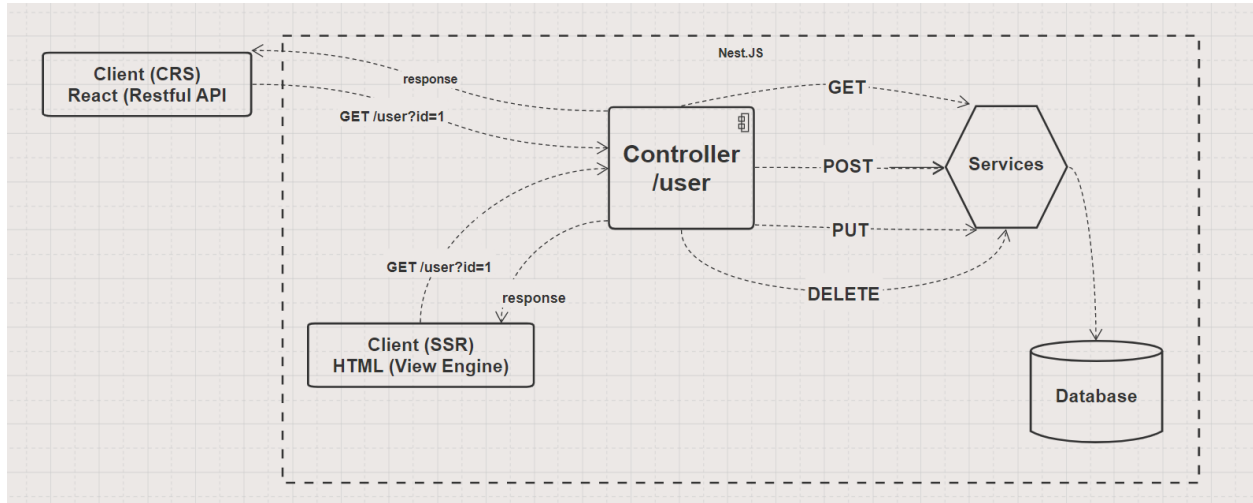 Nest.JS
Client (CRS)
React (Restful API
response
GET /user?id=1
GET
Controller
/user
POST
Services
PUT
GET /user?id=1
response
DELETE
Client (SSR)
HTML (View Engine)
Database